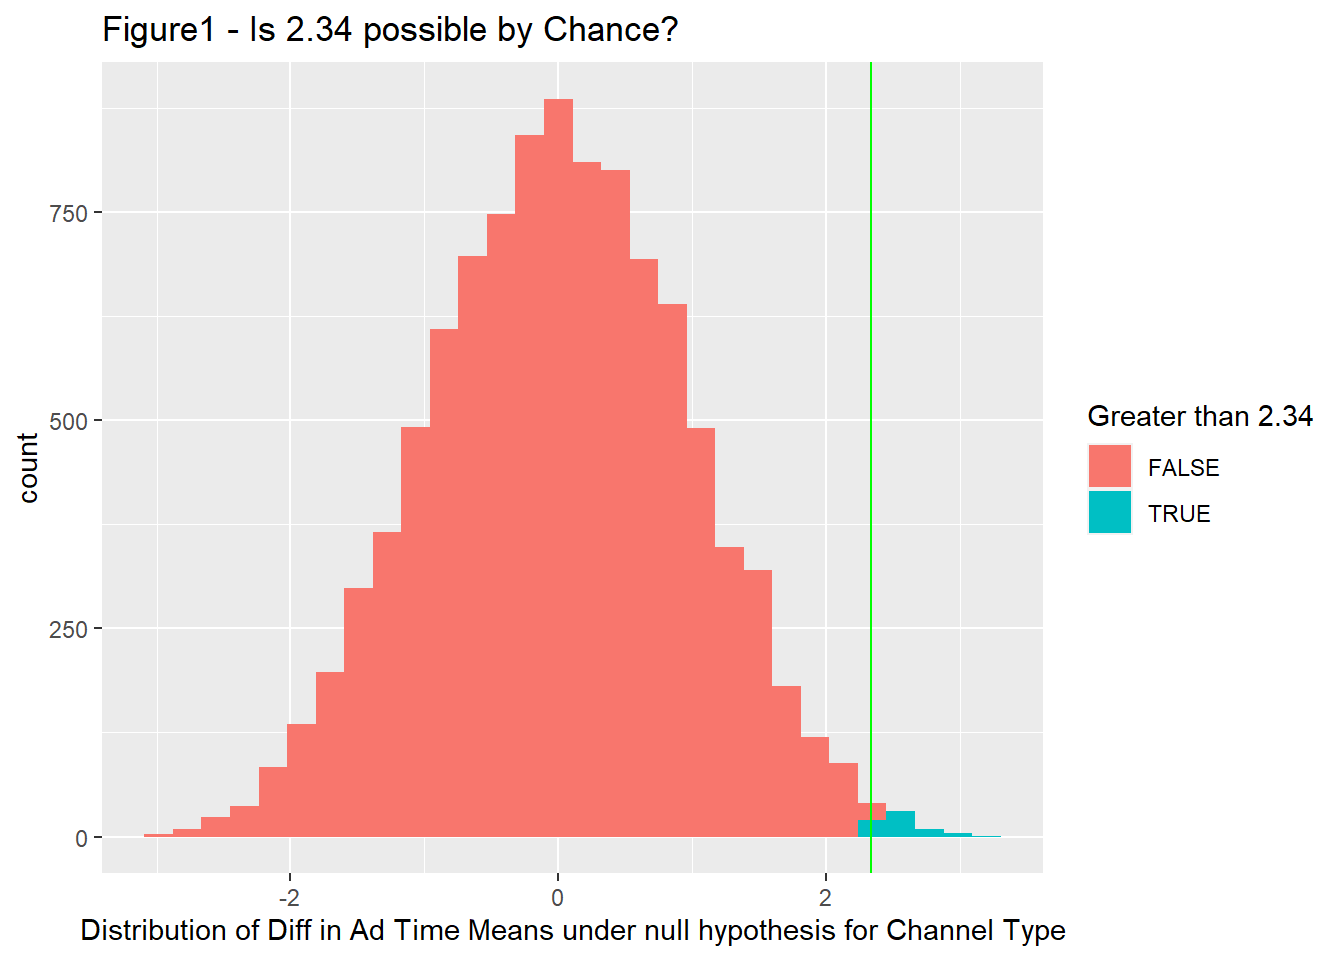 Figure1 - Is 2.34 possible by Chance?
750
500
250
0
count
-2
0
2
Distribution of Diff in Ad Time Means under null hypothesis for Channel Type
Greater than 2.34
FALSE
TRUE